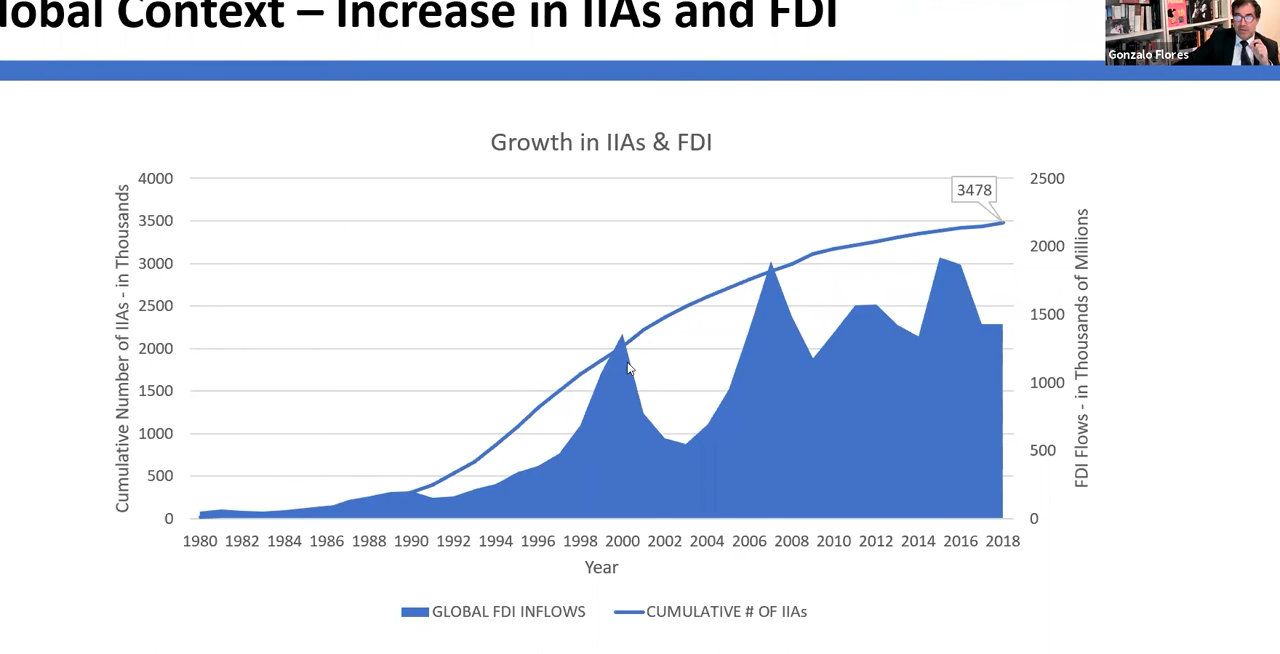 lobal Context – Increase in IIAs and FDI
Gonzalo Flores
Growth in IIAs & FDI
Cumulative Number of IIAs - in Thousands
4000
3500
3000
2500
2000
1500
1000
500
0
3478
2500
2000
1500
1000
500
0
FDI Flows - in Thousands of Millions
1980 1982 1984 1986 1988 1990 1992 1994 1996 1998 2000 2002 2004 2006 2008 2010 2012 2014 2016 2018
Year
GLOBAL FDI INFLOWS CUMULATIVE # OF IIAs